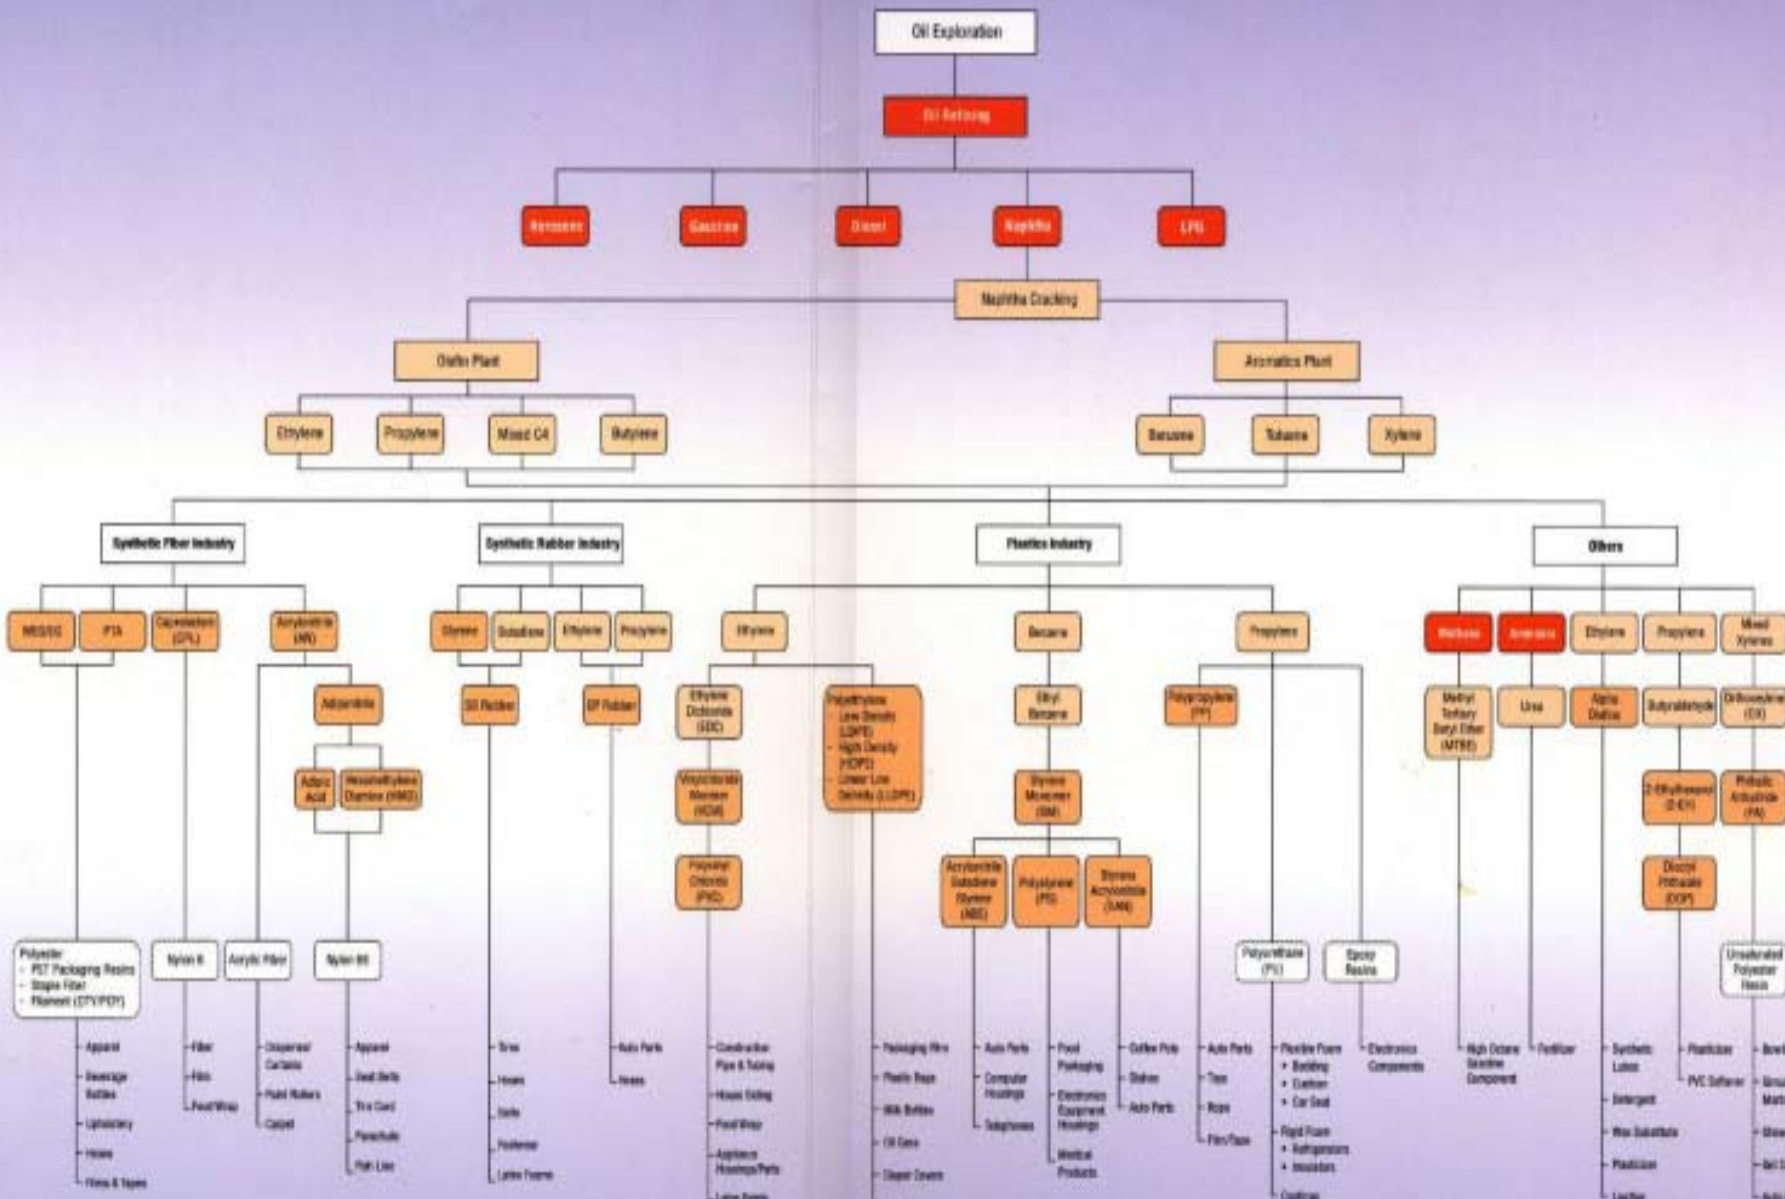 Oil Exploration
Oil Refining
Kerosene
Gasoline
Diesel
Naphtha
LPG
Naphtha Cracking
Olefin Plant
Aromatics Plant
Ethylene
Propylene
Mixed C4
Butylene
Benzene
Toluene
Xylene
Synthetic Fiber Industry
Synthetic Rubber Industry
Plastics Industry
Others
MEG/EG
PTA
Caprolactam
(CPL)
Acrylonitrile
(AN)
Styrene
Butadiene
Ethylene
Propylene
Ethylene
Benzene
Propylene
Methane
Ammonia
Ethylene
Propylene
Mixed
Xylenes
Adiponitrile
SB Rubber
EP Rubber
Ethylene
Dichloride
(EDC)
Polyethylene
- Low Density
(LDPE)
- High Density
(HDPE)
- Linear Low
Density (LLDPE)
Ethyl
Benzene
Polypropylene
(PP)
Methyl
Tertiary
Butyl Ether
(MTBE)
Urea
Alpha
Olefins
Butyraldehyde
Orthoxylene
(OX)
Adipic
Acid
Hexamethylene
Diamine (HMD)
Vinylchloride
Monomer
(VCM)
Styrene
Monomer
(SM)
2-Ethylhexanol
(2-EH)
Phthalic
Anhydride
(PA)
Polyvinyl
Chloride
(PVC)
Acrylonitrile
Butadiene
Styrene
(ABS)
Polystyrene
(PS)
Styrene
Acrylonitrile
(SAN)
Dioctyl
Phthalate
(DOP)
Polyester
- PET Packaging Resins
- Staple Fiber
- Filament (DTY/POY)
Nylon 6
Acrylic Fiber
Nylon 66
Polyurethane
(PU)
Epoxy
Resins
Unsaturated
Polyester
Resin
Apparel
Beverage
Bottles
Upholstery
Hoses
Films & Tapes
Fiber
Film
Food Wrap
Draperies/
Curtains
Paint Rollers
Carpet
Apparel
Seat Belts
Tire Cord
Parachute
Fish Line
Tires
Hoses
Belts
Footwear
Latex Foams
Auto Parts
Hoses
Construction
Pipe & Tubing
House Siding
Food Wrap
Appliance
Housings/Parts
Packaging Film
Plastic Bags
Milk Bottles
Oil Cans
Diaper Covers
Auto Parts
Computer
Housings
Telephones
Food
Packaging
Electronics
Equipment
Housings
Medical
Products
Coffee Pots
Dishes
Auto Parts
Auto Parts
Toys
Rope
Film/Tape
Flexible Foam
• Bedding
• Cushion
• Car Seat
Rigid Foam
• Refrigerators
• Insulators
Coatings
Electronics
Components
High Octane
Gasoline
Component
Fertilizer
Synthetic
Lubes
Detergent
Wax Substitute
Plasticizer
Plasticizer
PVC Softener